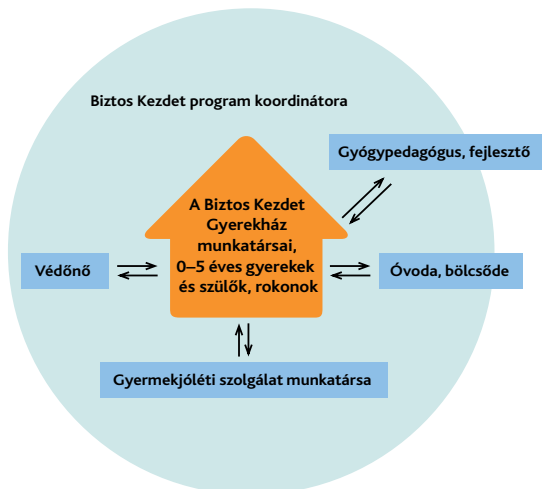 Biztos Kezdet program koordinátora
Gyógypedagógus, fejlesztő
A Biztos Kezdet
Gyerekház
munkatársai,
0–5 éves gyerekek
és szülők, rokonok
Védőnő
Óvoda, bölcsőde
Gyermekjóléti szolgálat munkatársa